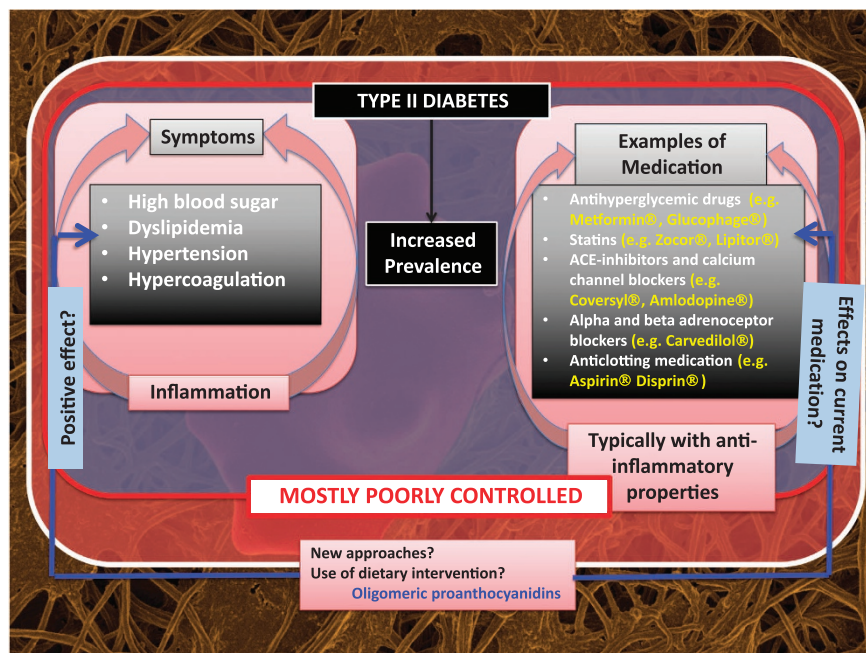 TYPE II DIABETES
Symptoms
• High blood sugar
• Dyslipidemia
• Hypertension
• Hypercoagulation
Inflammation
Positive effect?
Increased
Prevalence
Examples of
Medication
• Antihyperglycemic drugs (e.g.
Metformin®, Glucophage®)
• Statins (e.g. Zocor®, Lipitor®)
• ACE-inhibitors and calcium
channel blockers (e.g.
Coversyl®, Amlodopine®)
• Alpha and beta adrenoceptor
blockers (e.g. Carvedilol®)
• Anticlotting medication (e.g.
Aspirin® Disprin®)
Effects on current
medication?
Typically with anti-
inflammatory
properties
MOSTLY POORLY CONTROLLED
New approaches?
Use of dietary intervention?
Oligomeric proanthocyanidins